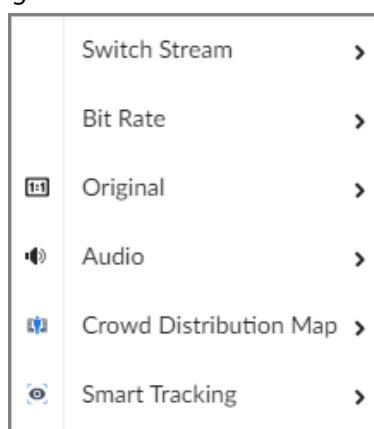 Switch Stream
Bit Rate
1:1 Original
Audio
Crowd Distribution Map
Smart Tracking